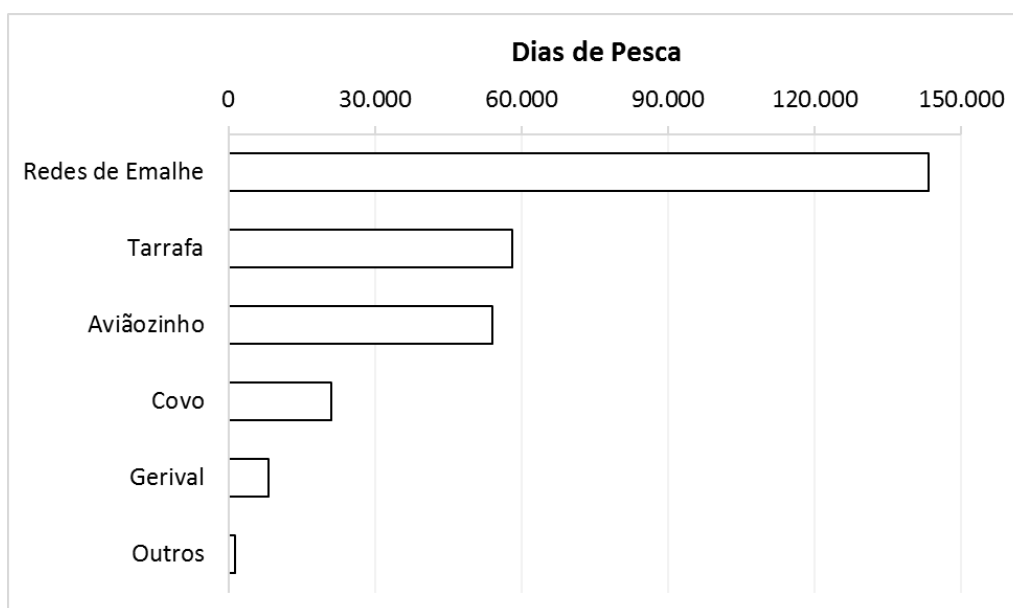 Dias de Pesca
0 30.000 60.000 90.000 120.000 150.000
Redes de Emalhe
Tarrafa
Aviãozinho
Covo
Gerival
Outros